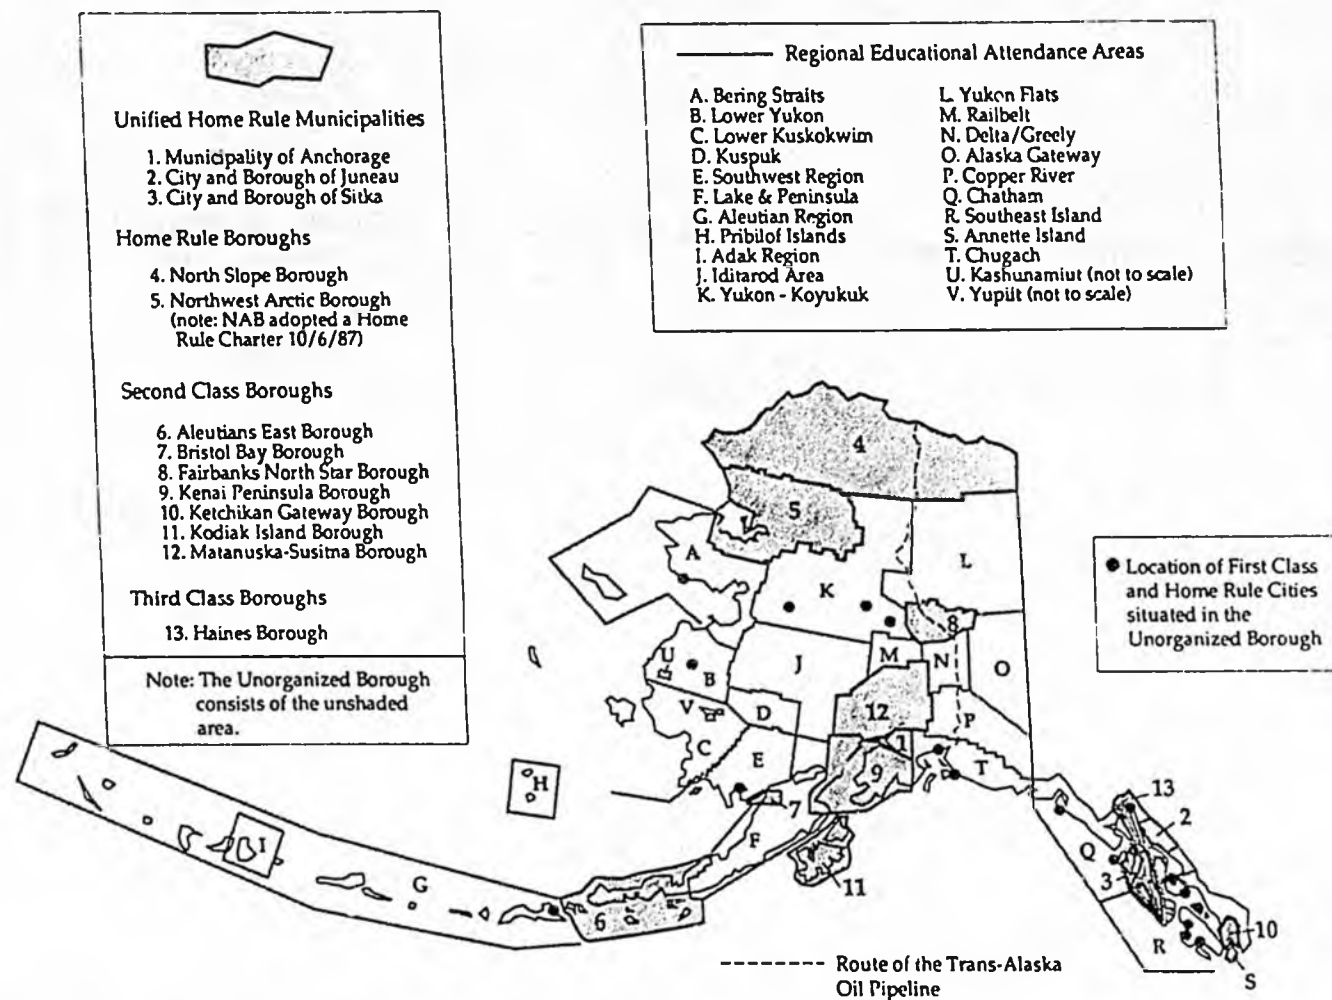 Unified Home Rule Municipalities
1. Municipality of Anchorage
2. City and Borough of Juneau
3. City and Borough of Sitka
Home Rule Boroughs
4. North Slope Borough
5. Northwest Arctic Borough
(note: NAB adopted a Home
Rule Charter 10/6/87)
Second Class Boroughs
6. Aleutians East Borough
7. Bristol Bay Borough
8. Fairbanks North Star Borough
9. Kenai Peninsula Borough
10. Ketchikan Gateway Borough
11. Kodiak Island Borough
12. Matanuska-Susitna Borough
Third Class Boroughs
13. Haines Borough
Note: The Unorganized Borough
consists of the unshaded
area.
Regional Educational Attendance Areas
A. Bering Straits
B. Lower Yukon
C. Lower Kuskokwim
D. Kuspuk
E. Southwest Region
F. Lake & Peninsula
G. Aleutian Region
H. Pribilof Islands
I. Adak Region
J. Iditarod Area
K. Yukon - Koyukuk
L. Yukon Flats
M. Railbelt
N. Delta/Greely
O. Alaska Gateway
P. Copper River
Q. Chatham
R. Southeast Island
S. Annette Island
T. Chugach
U. Kashunamiut (not to scale)
V. Yupiit (not to scale)
Location of First Class
and Home Rule Cities
situated in the
Unorganized Borough
4
5
A
L
K
8
U
B
J
M
N
O
V
D
12
P
C
E
1
9
T
H
7
13
2
I
F
Q
G
11
3
6
10
R
S
Route of the Trans-Alaska
Oil Pipeline